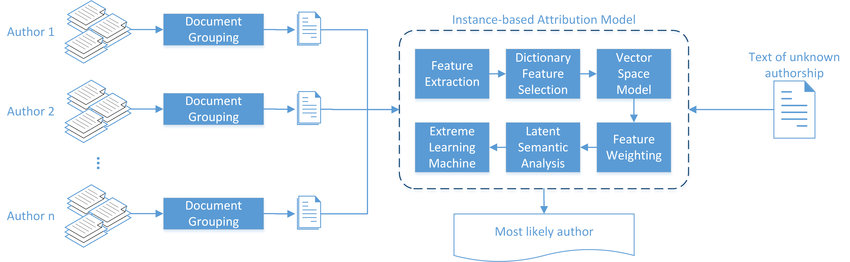 Instance-based Attribution Model
Author 1
Document
Grouping
Author 2
Document
Grouping
Author n
Document
Grouping
Feature
Extraction
Dictionary
Feature
Selection
Vector
Space
Model
Feature
Weighting
Latent
Semantic
Analysis
Extreme
Learning
Machine
Text of unknown
authorship
Most likely author